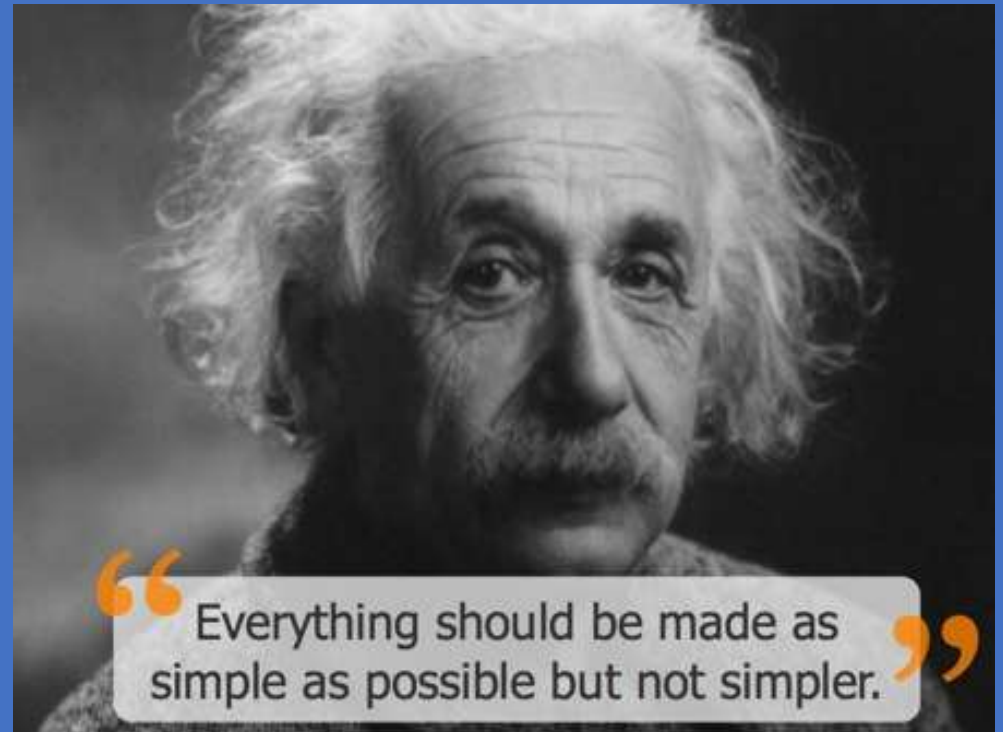 “Everything should be made as
simple as possible but not simpler.”